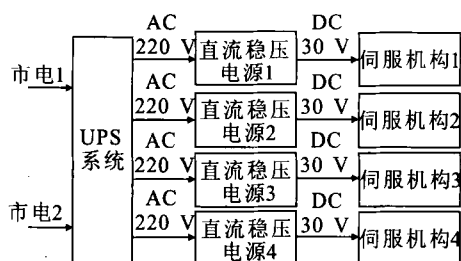 AC
DC
220 V
直流稳压
电源1
30 V
伺服机构1
市电1
AC
DC
220 V
直流稳压
电源2
30 V
伺服机构2
UPS
系统
AC
DC
220 V
直流稳压
电源3
30 V
伺服机构3
市电2
AC
DC
220 V
直流稳压
电源4
30 V
伺服机构4